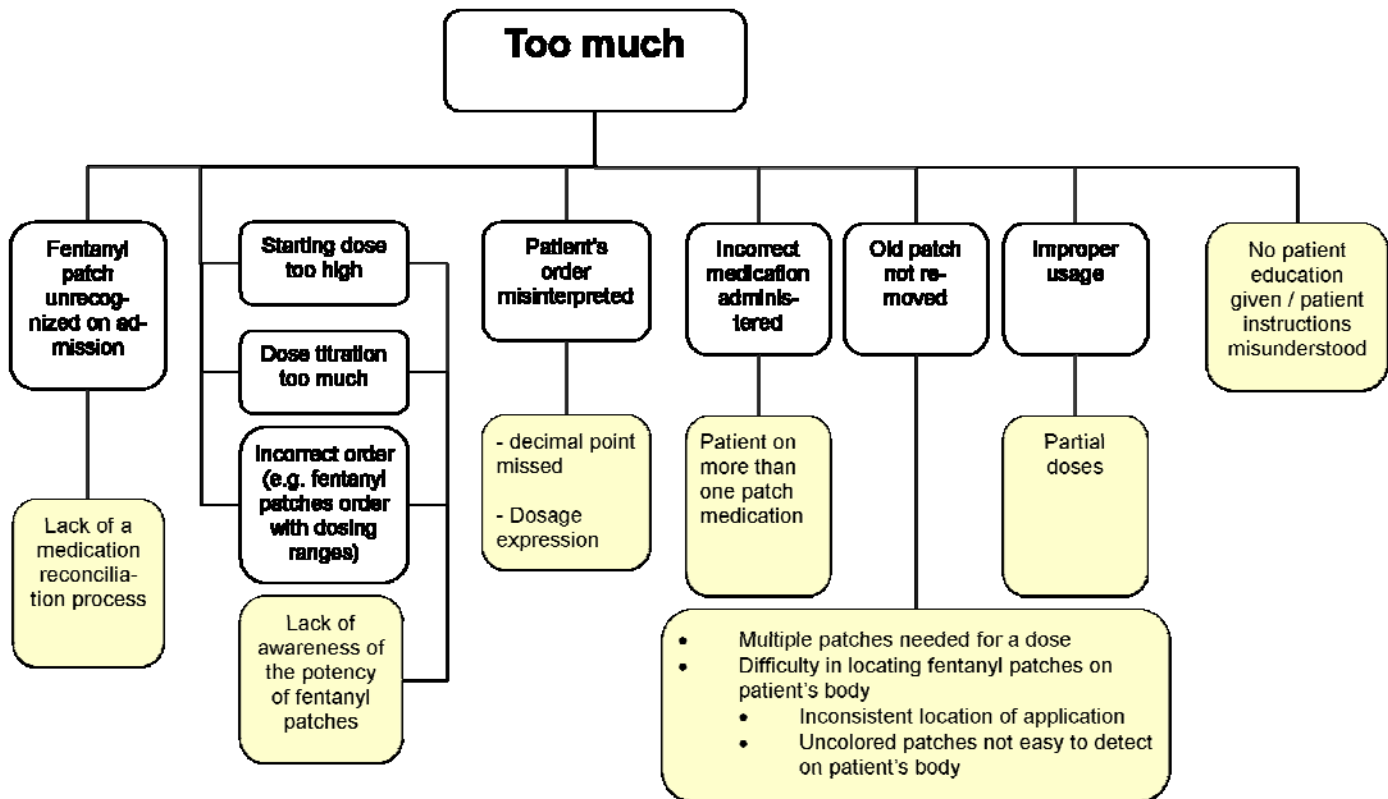 Too much
Fentanyl
patch
unrecog-
nized on ad-
mission
Starting dose
too high
Dose titration
too much
Incorrect order
(e.g. fentanyl
patches order
with dosing
ranges)
Patient's
order
misinterpreted
Incorrect
medication
adminis-
tered
Old patch
not re-
moved
Improper
usage
No patient
education
given / patient
instructions
misunderstood
Lack of a
medication
reconcilia-
tion process
Lack of
awareness of
the potency
of fentanyl
patches
- decimal point
missed
- Dosage
expression
Patient on
more than
one patch
medication
Partial
doses
• Multiple patches needed for a dose
• Difficulty in locating fentanyl patches on
patient's body
• Inconsistent location of application
• Uncolored patches not easy to detect
on patient's body